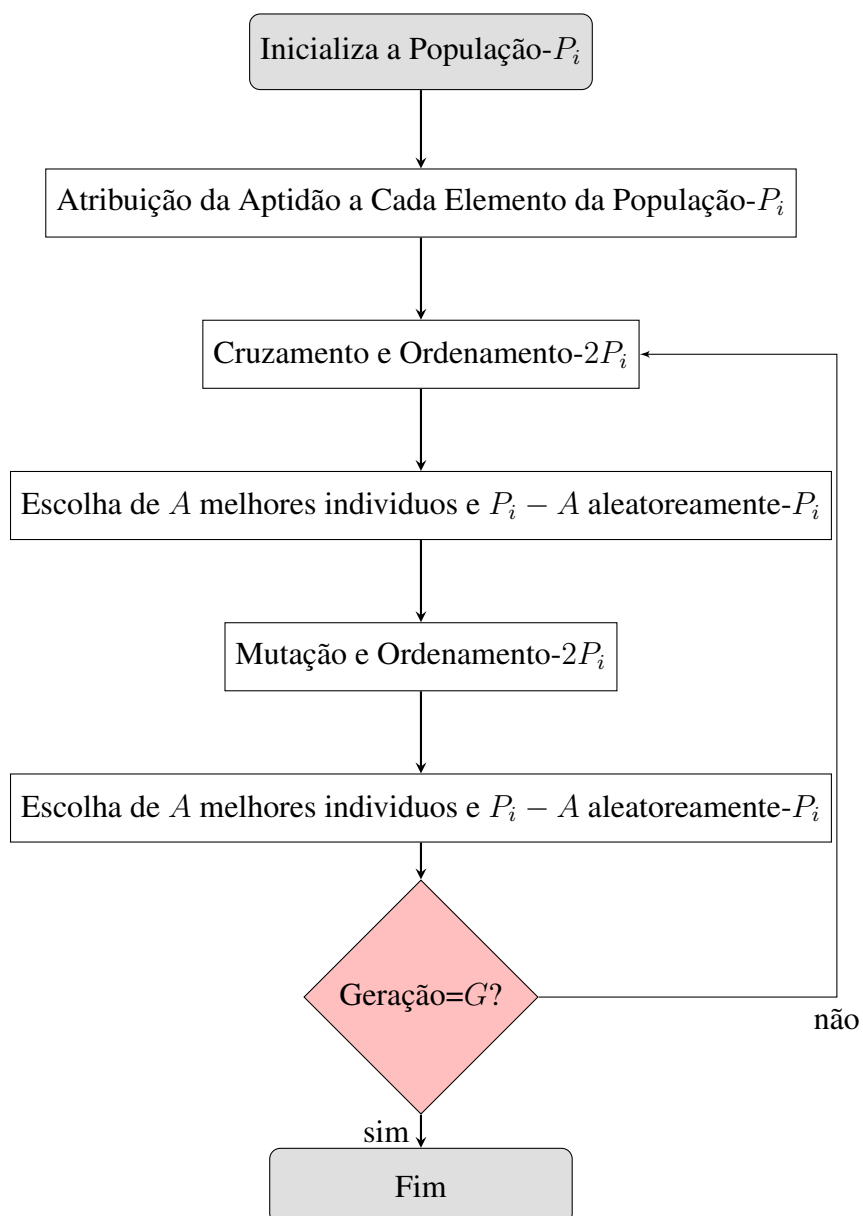 Inicializa a População-$P_i$
Atribuição da Aptidão a Cada Elemento da População-$P_i$
Cruzamento e Ordenamento-$2P_i$
Escolha de $A$ melhores individuos e $P_i - A$ aleatoreamente-$P_i$
Mutação e Ordenamento-$2P_i$
Escolha de $A$ melhores individuos e $P_i - A$ aleatoreamente-$P_i$
Geração=$G$?
não
sim
Fim